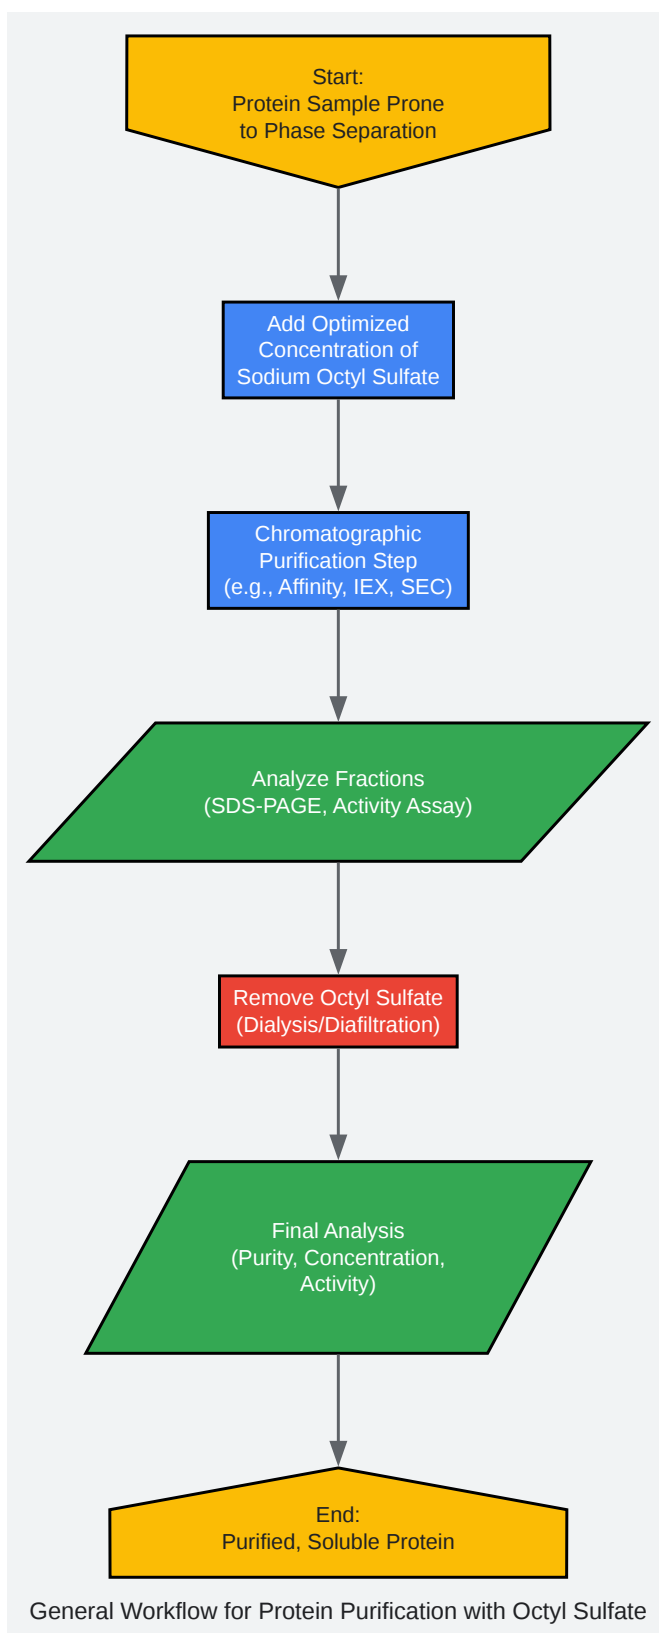 Start:
Protein Sample Prone
to Phase Separation
Add Optimized
Concentration of
Sodium Octyl Sulfate
Chromatographic
Purification Step
(e.g., Affinity, IEX, SEC)
Analyze Fractions
(SDS-PAGE, Activity Assay)
Remove Octyl Sulfate
(Dialysis/Diafiltration)
Final Analysis
(Purity, Concentration,
Activity)
End:
Purified, Soluble Protein
General Workflow for Protein Purification with Octyl Sulfate